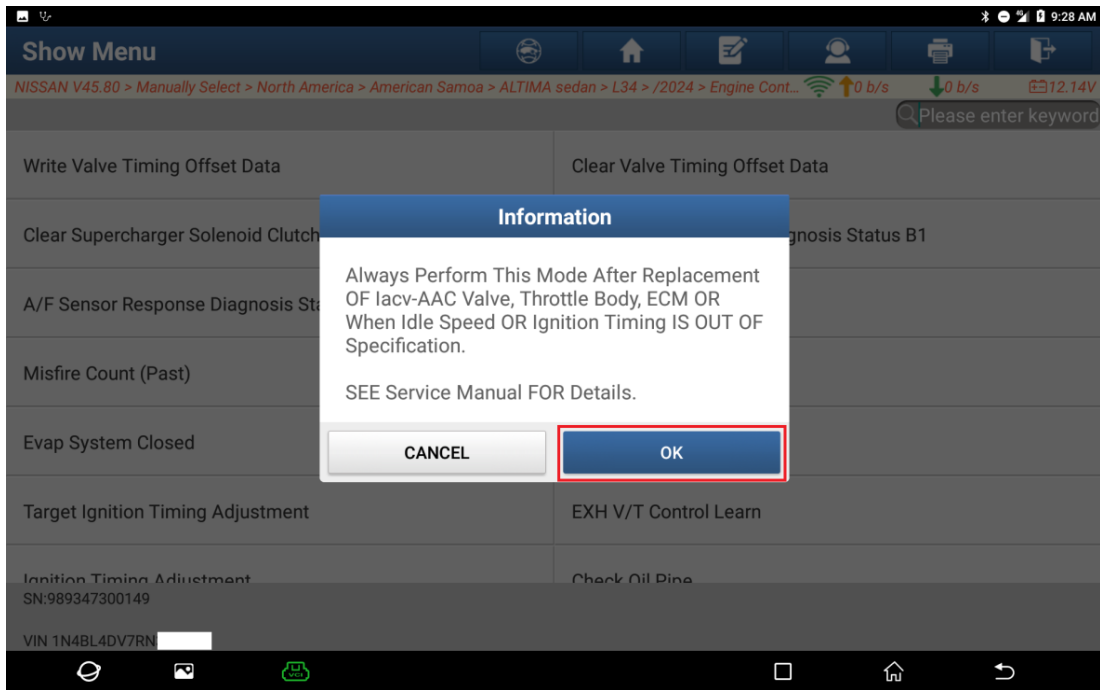 9:28 AM
Show Menu
NISSAN V45.80 > Manually Select > North America > American Samoa > ALTIMA sedan > L34 > /2024 > Engine Cont... 0 b/s 0 b/s 12.14V
Please enter keyword
Write Valve Timing Offset Data
Clear Valve Timing Offset Data
Information
Clear Supercharger Solenoid Clutch
gnosis Status B1
Always Perform This Mode After Replacement
OF Iacv-AAC Valve, Throttle Body, ECM OR
When Idle Speed OR Ignition Timing IS OUT OF
Specification.
SEE Service Manual FOR Details.
A/F Sensor Response Diagnosis Sta
Misfire Count (Past)
Evap System Closed
CANCEL
OK
Target Ignition Timing Adjustment
EXH V/T Control Learn
Ignition Timing Adjustment
Check Oil Pipe
SN:989347300149
VIN 1N4BL4DV7RN
VCI